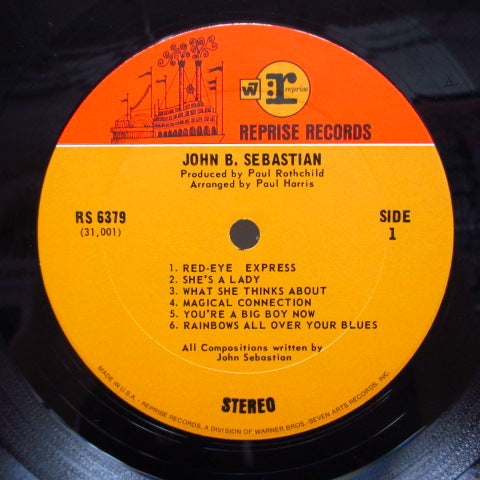 W7 r: reprise
REPRISE RECORDS
JOHN B. SEBASTIAN
Produced by Paul Rothchild
Arranged by Paul Harris
RS 6379
(31,001)
SIDE
1
1. RED-EYE EXPRESS
2. SHE'S A LADY
3. WHAT SHE THINKS ABOUT
4. MAGICAL CONNECTION
5. YOU'RE A BIG BOY NOW
6. RAINBOWS ALL OVER YOUR BLUES
All Compositions written by
John Sebastian
STEREO
MADE IN U.S.A. - REPRISE RECORDS, A DIVISION OF WARNER BROS.-SEVEN ARTS RECORDS, INC.